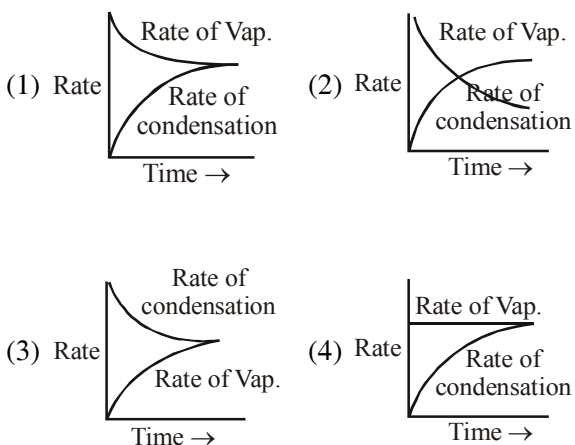 (1) Rate
Rate of Vap.
Rate of
condensation
Time →
(2) Rate
Rate of Vap.
Rate of
condensation
Time →
(3) Rate
Rate of
condensation
Rate of Vap.
Time →
(4) Rate
Rate of Vap.
Rate of
condensation
Time →